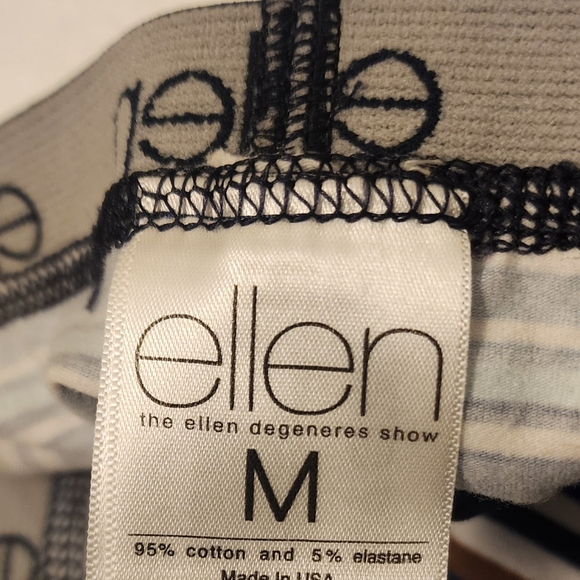 ellen
the ellen degeneres show
M
95% cotton and 5% elastane
Made In USA